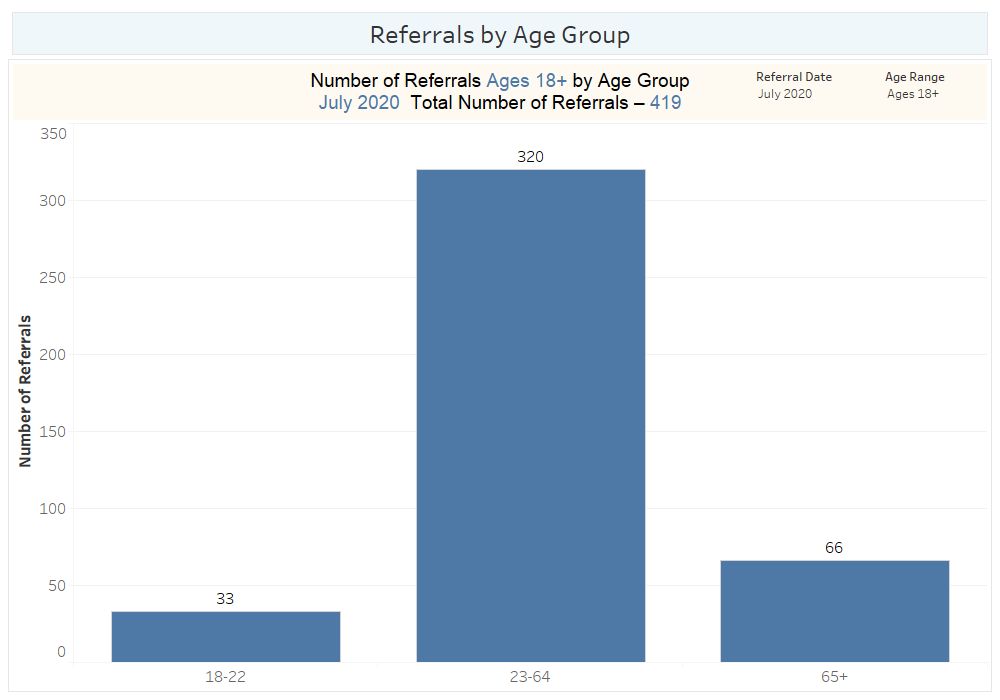 Referrals by Age Group
Number of Referrals Ages 18+ by Age Group
July 2020 Total Number of Referrals – 419
Referral Date
July 2020
Age Range
Ages 18+
Number of Referrals
350
300
250
200
150
100
50
0
33
320
66
18-22
23-64
65+